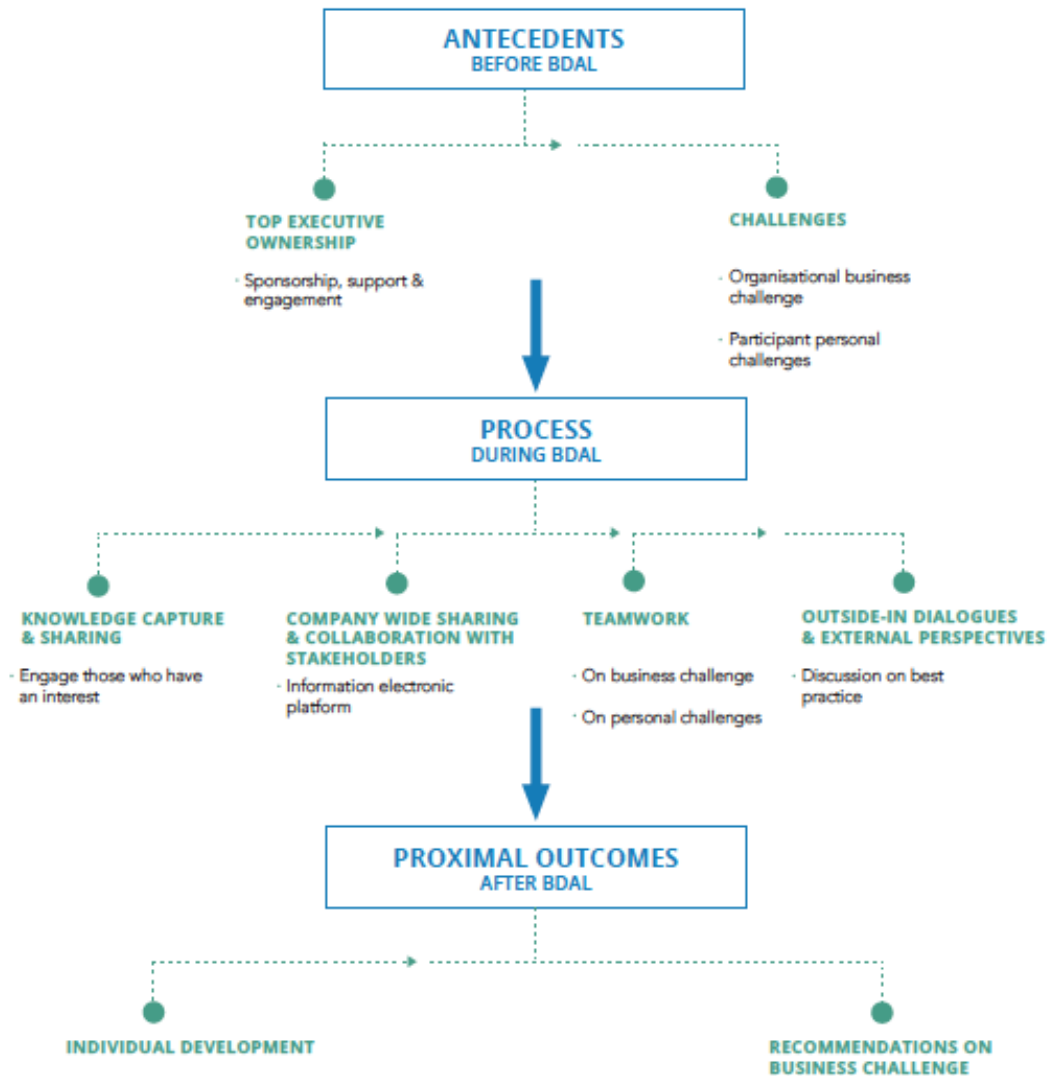 ANTECEDENTS
BEFORE BDAL
TOP EXECUTIVE
OWNERSHIP
· Sponsorship, support &
engagement
CHALLENGES
· Organisational business
challenge
· Participant personal
challenges
PROCESS
DURING BDAL
KNOWLEDGE CAPTURE
& SHARING
· Engage those who have
an interest
COMPANY WIDE SHARING
& COLLABORATION WITH
STAKEHOLDERS
· Information electronic
platform
TEAMWORK
· On business challenge
· On personal challenges
OUTSIDE-IN DIALOGUES
& EXTERNAL PERSPECTIVES
· Discussion on best
practice
PROXIMAL OUTCOMES
AFTER BDAL
INDIVIDUAL DEVELOPMENT
RECOMMENDATIONS ON
BUSINESS CHALLENGE